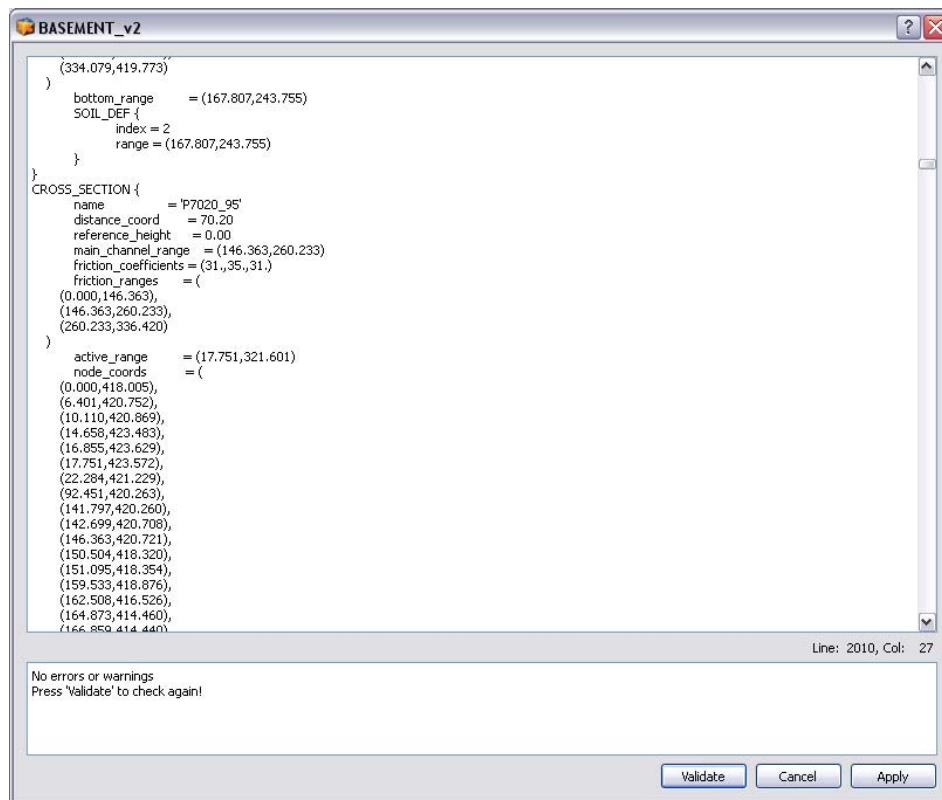 BASEMENT_v2
(334.079,419.773)
)
bottom_range = (167.807,243.755)
SOIL_DEF {
index = 2
range = (167.807,243.755)
}
}
CROSS_SECTION {
name = 'P7020_95'
distance_coord = 70.20
reference_height = 0.00
main_channel_range = (146.363,260.233)
friction_coefficients = (31.,35.,31.)
friction_ranges = (
(0.000,146.363),
(146.363,260.233),
(260.233,336.420)
)
active_range = (17.751,321.601)
node_coords = (
(0.000,418.005),
(6.401,420.752),
(10.110,420.869),
(14.658,423.483),
(16.855,423.629),
(17.751,423.572),
(22.284,421.229),
(92.451,420.263),
(141.797,420.260),
(142.699,420.708),
(146.363,420.721),
(150.504,418.320),
(151.095,418.354),
(159.533,418.876),
(162.508,416.526),
(164.873,414.460),
(166.859,414.440)
Line: 2010, Col: 27
No errors or warnings
Press 'Validate' to check again!
Validate Cancel Apply